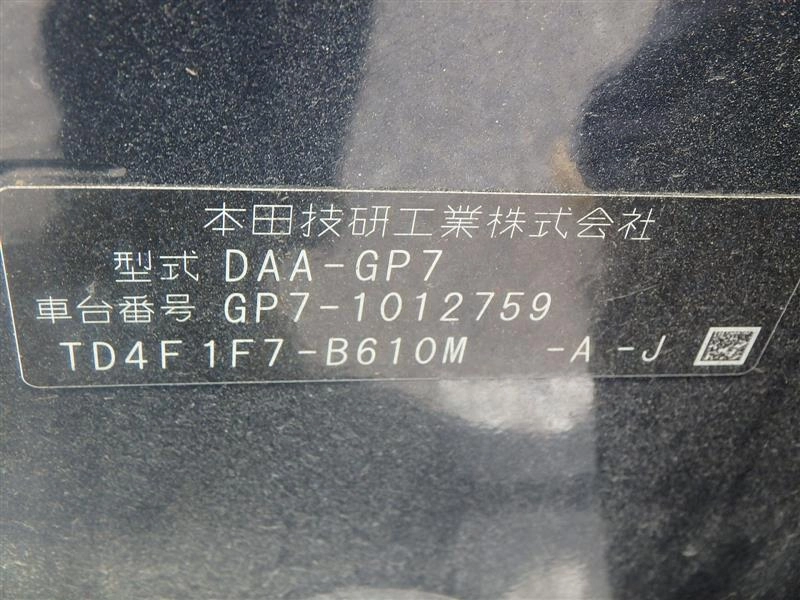 本田技研工業株式会社
型式 DAA-GP7
車台番号 GP7-1012759
TD4F1F7-B610M -A-J